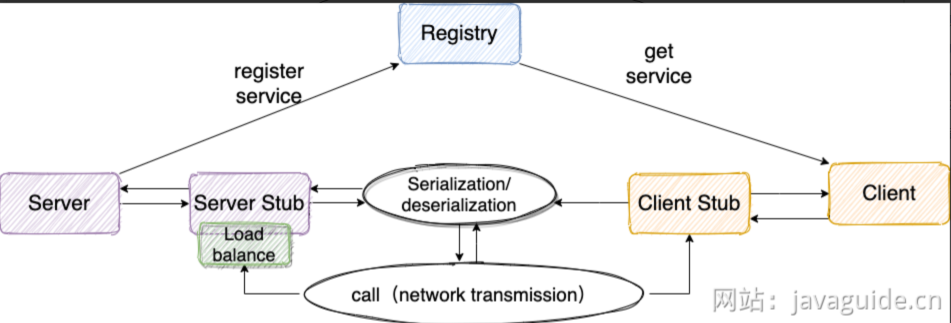 Registry
register
service
get
service
Server
Server Stub
Load
balance
Serialization/
deserialization
Client Stub
Client
call（network transmission）
网站：javaguide.cn